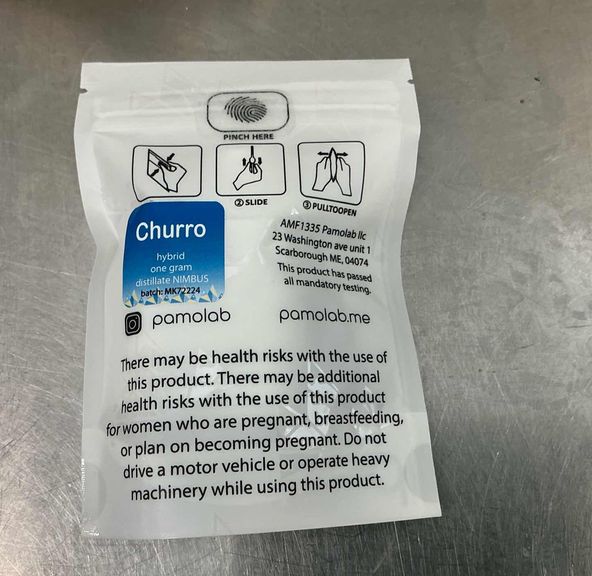 PINCH HERE
② SLIDE
③ PULLTOOPEN
Churro
hybrid
one gram
distillate NIMBUS
batch: MK72224
AMF1335 Pamolab llc
23 Washington ave unit 1
Scarborough ME, 04074
This product has passed
all mandatory testing.
pamolab
pamolab.me
There may be health risks with the use of
this product. There may be additional
health risks with the use of this product
for women who are pregnant, breastfeeding,
or plan on becoming pregnant. Do not
drive a motor vehicle or operate heavy
machinery while using this product.